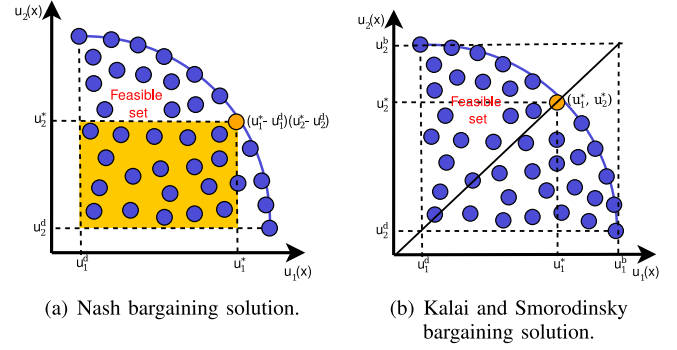 u₂(x)
Feasible
set
u₂*
(u₁*- u₁ᵈ)(u₂*- u₂ᵈ)
u₂ᵈ
u₁ᵈ
u₁*
u₁(x)
(a) Nash bargaining solution.
u₂(x)
u₂ᵇ
u₂*
Feasible
set
(u₁*, u₂*)
u₂ᵈ
u₁ᵈ
u₁*
u₁ᵇ
u₁(x)
(b) Kalai and Smorodinsky
bargaining solution.